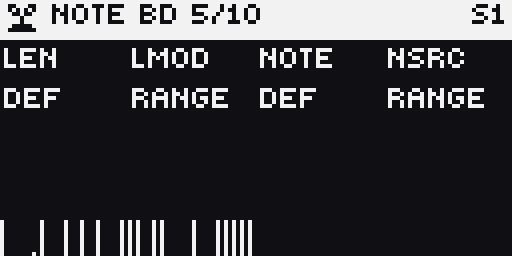 NOTE BD 5/10 S1
LEN LMOD NOTE NSRC
DEF RANGE DEF RANGE